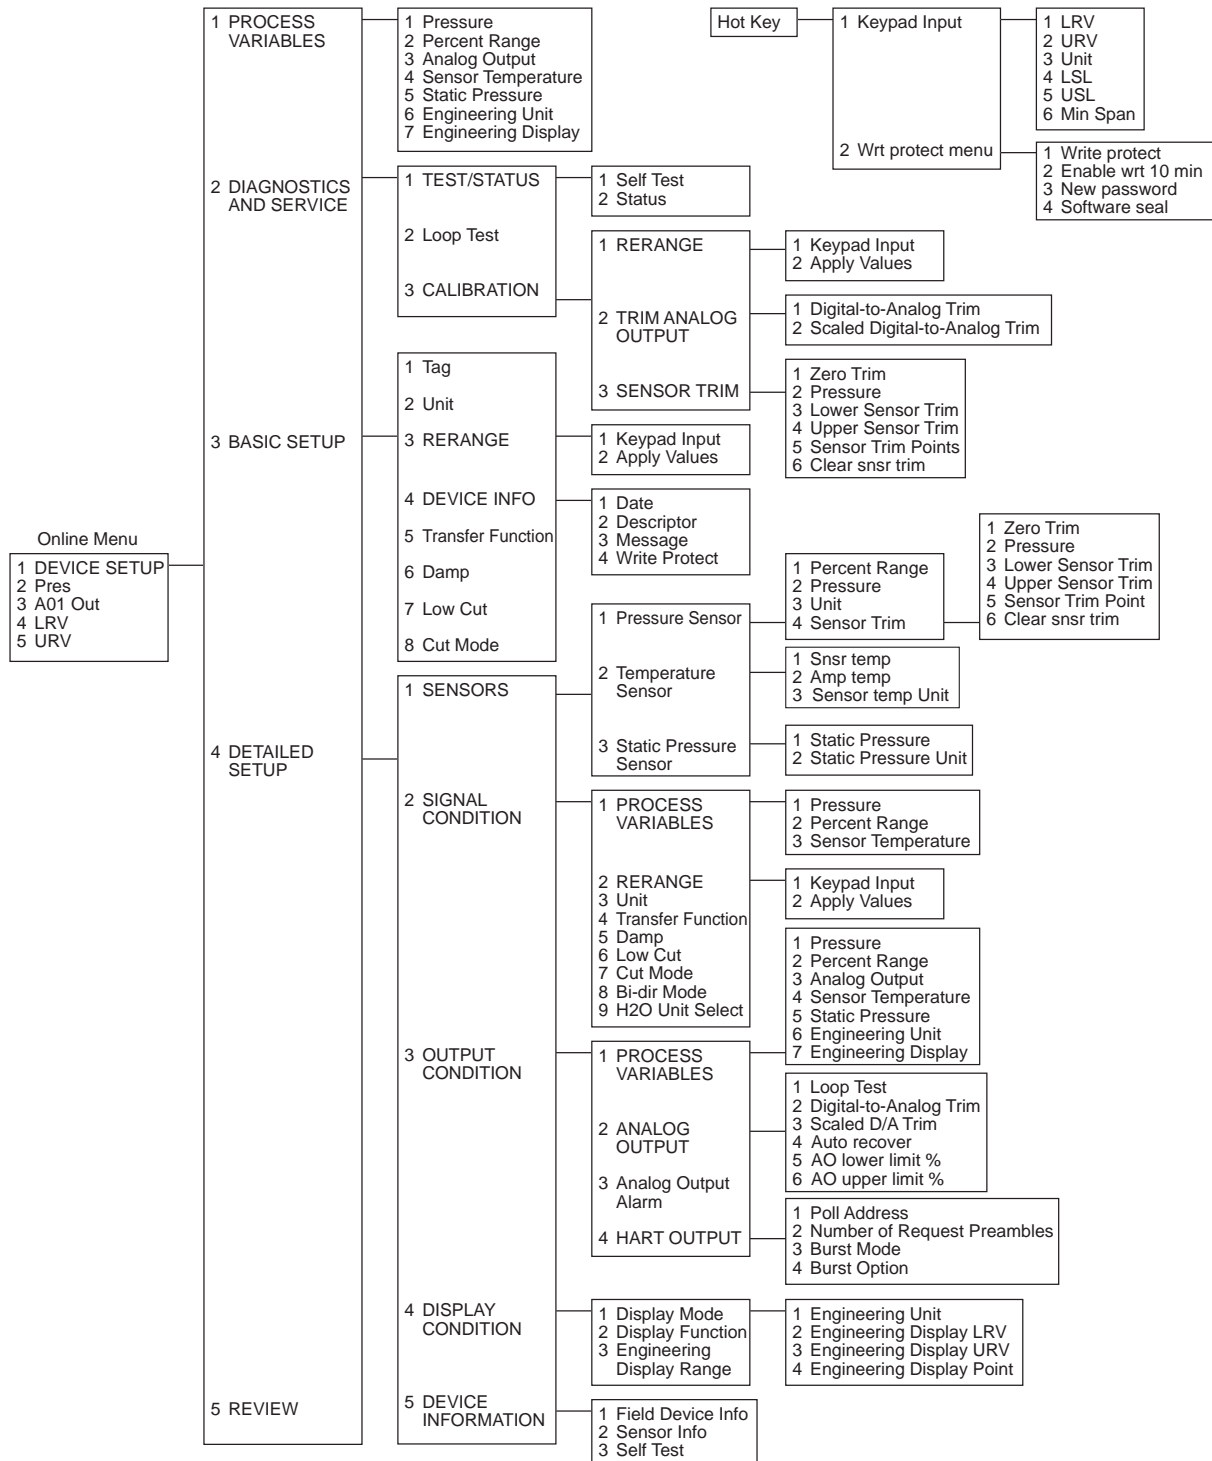 Online Menu
1 DEVICE SETUP
2 Pres
3 A01 Out
4 LRV
5 URV
1 PROCESS
VARIABLES
2 DIAGNOSTICS
AND SERVICE
3 BASIC SETUP
4 DETAILED
SETUP
5 REVIEW
1 Pressure
2 Percent Range
3 Analog Output
4 Sensor Temperature
5 Static Pressure
6 Engineering Unit
7 Engineering Display
Hot Key
1 Keypad Input
2 Wrt protect menu
1 LRV
2 URV
3 Unit
4 LSL
5 USL
6 Min Span
1 Write protect
2 Enable wrt 10 min
3 New password
4 Software seal
1 TEST/STATUS
2 Loop Test
3 CALIBRATION
1 Self Test
2 Status
1 RERANGE
2 TRIM ANALOG
OUTPUT
3 SENSOR TRIM
1 Keypad Input
2 Apply Values
1 Digital-to-Analog Trim
2 Scaled Digital-to-Analog Trim
1 Zero Trim
2 Pressure
3 Lower Sensor Trim
4 Upper Sensor Trim
5 Sensor Trim Points
6 Clear snsr trim
1 Tag
2 Unit
3 RERANGE
4 DEVICE INFO
5 Transfer Function
6 Damp
7 Low Cut
8 Cut Mode
1 Keypad Input
2 Apply Values
1 Date
2 Descriptor
3 Message
4 Write Protect
1 SENSORS
2 SIGNAL
CONDITION
3 OUTPUT
CONDITION
4 DISPLAY
CONDITION
5 DEVICE
INFORMATION
1 Pressure Sensor
2 Temperature
Sensor
3 Static Pressure
Sensor
1 Percent Range
2 Pressure
3 Unit
4 Sensor Trim
1 Zero Trim
2 Pressure
3 Lower Sensor Trim
4 Upper Sensor Trim
5 Sensor Trim Point
6 Clear snsr trim
1 Snsr temp
2 Amp temp
3 Sensor temp Unit
1 Static Pressure
2 Static Pressure Unit
1 PROCESS
VARIABLES
2 RERANGE
3 Unit
4 Transfer Function
5 Damp
6 Low Cut
7 Cut Mode
8 Bi-dir Mode
9 H2O Unit Select
1 Pressure
2 Percent Range
3 Sensor Temperature
1 Keypad Input
2 Apply Values
1 PROCESS
VARIABLES
2 ANALOG
OUTPUT
3 Analog Output
Alarm
4 HART OUTPUT
1 Pressure
2 Percent Range
3 Analog Output
4 Sensor Temperature
5 Static Pressure
6 Engineering Unit
7 Engineering Display
1 Loop Test
2 Digital-to-Analog Trim
3 Scaled D/A Trim
4 Auto recover
5 AO lower limit %
6 AO upper limit %
1 Poll Address
2 Number of Request Preambles
3 Burst Mode
4 Burst Option
1 Display Mode
2 Display Function
3 Engineering
Display Range
1 Engineering Unit
2 Engineering Display LRV
3 Engineering Display URV
4 Engineering Display Point
1 Field Device Info
2 Sensor Info
3 Self Test